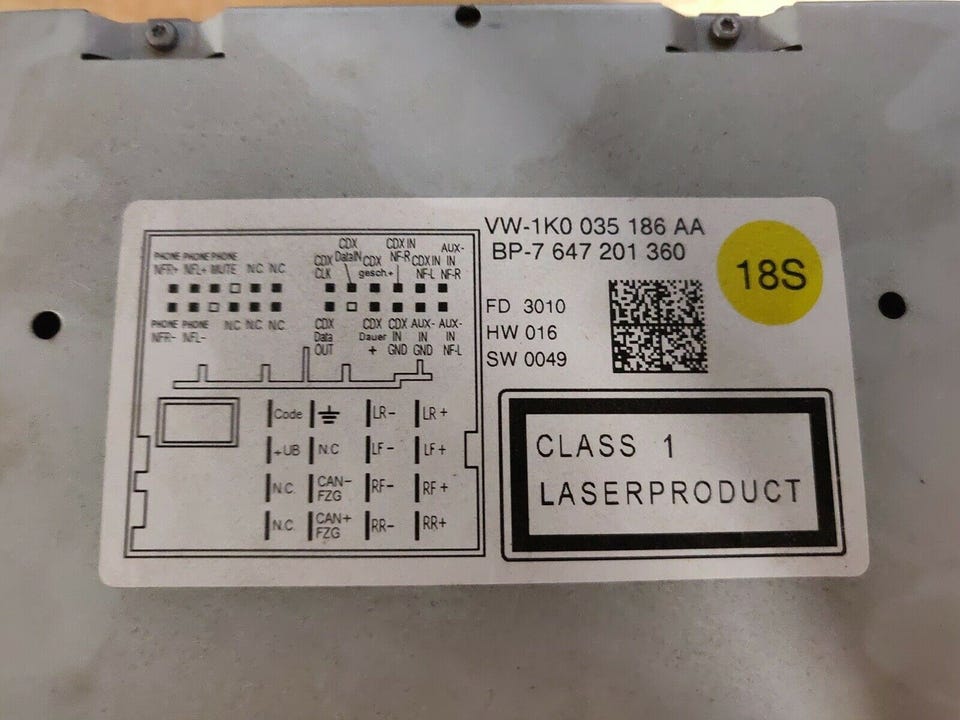 VW-1K0 035 186 AA
BP-7 647 201 360
18S
FD 3010
HW 016
SW 0049
CLASS 1
LASERPRODUCT
PHONE NFR+ PHONE NFL+ PHONE MUTE N.C N.C
CDX CLK CDX DataIN gesch.+ CDX IN NF-R CDX IN NF-L AUX-IN NF-R
PHONE NFR- PHONE NFL- N.C N.C N.C
CDX Data OUT CDX Dauer + CDX IN GND AUX-IN GND AUX-IN NF-L
Code LR- LR+
+UB N.C LF- LF+
N.C. CAN- FZG RF- RF+
N.C CAN+ FZG RR- RR+